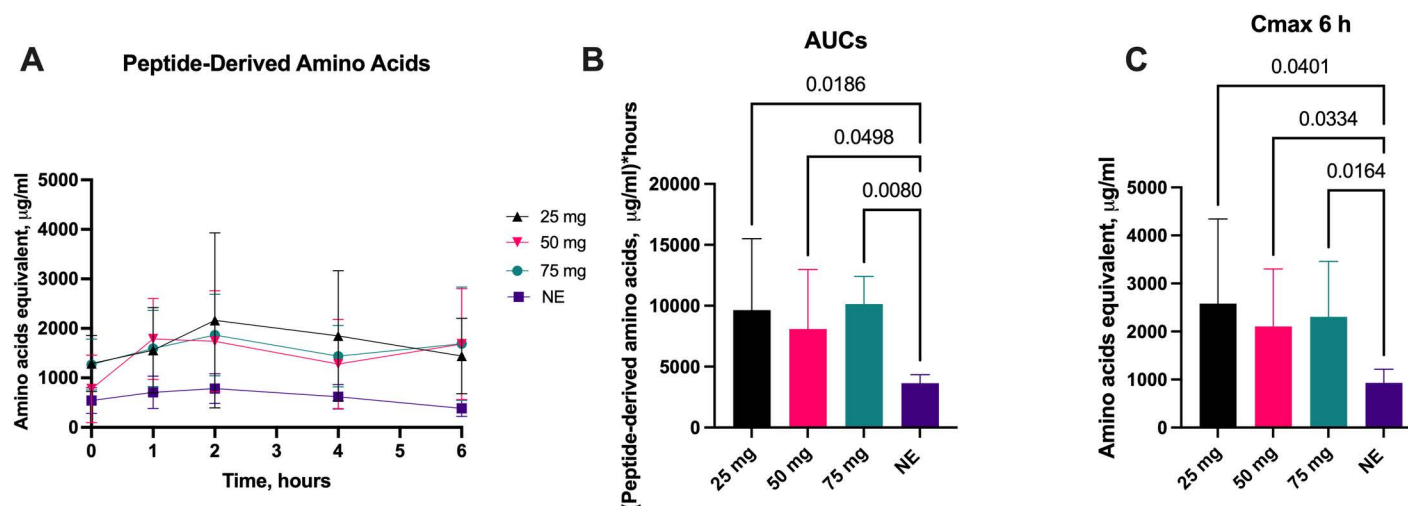 A
Peptide-Derived Amino Acids
Amino acids equivalent, μg/ml
5000
4000
3000
2000
1000
0
0 1 2 3 4 5 6
Time, hours
25 mg
50 mg
75 mg
NE
B
AUCs
0.0186
0.0498
0.0080
Peptide-derived amino acids, μg/ml)*hours
20000
15000
10000
5000
0
25 mg
50 mg
75 mg
NE
C
Cmax 6 h
0.0401
0.0334
0.0164
Amino acids equivalent, μg/ml
5000
4000
3000
2000
1000
0
25 mg
50 mg
75 mg
NE